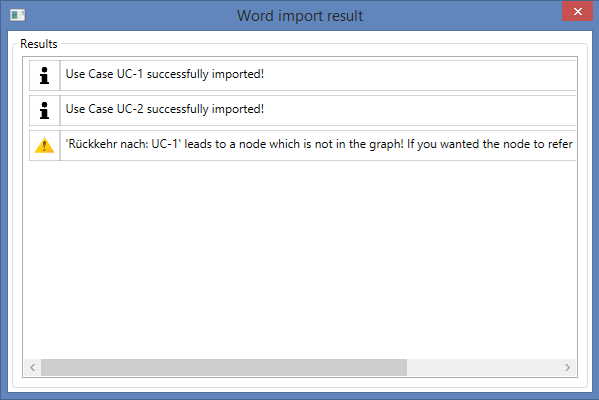 Word import result
Results
Use Case UC-1 successfully imported!
Use Case UC-2 successfully imported!
'Rückkehr nach: UC-1' leads to a node which is not in the graph! If you wanted the node to refer